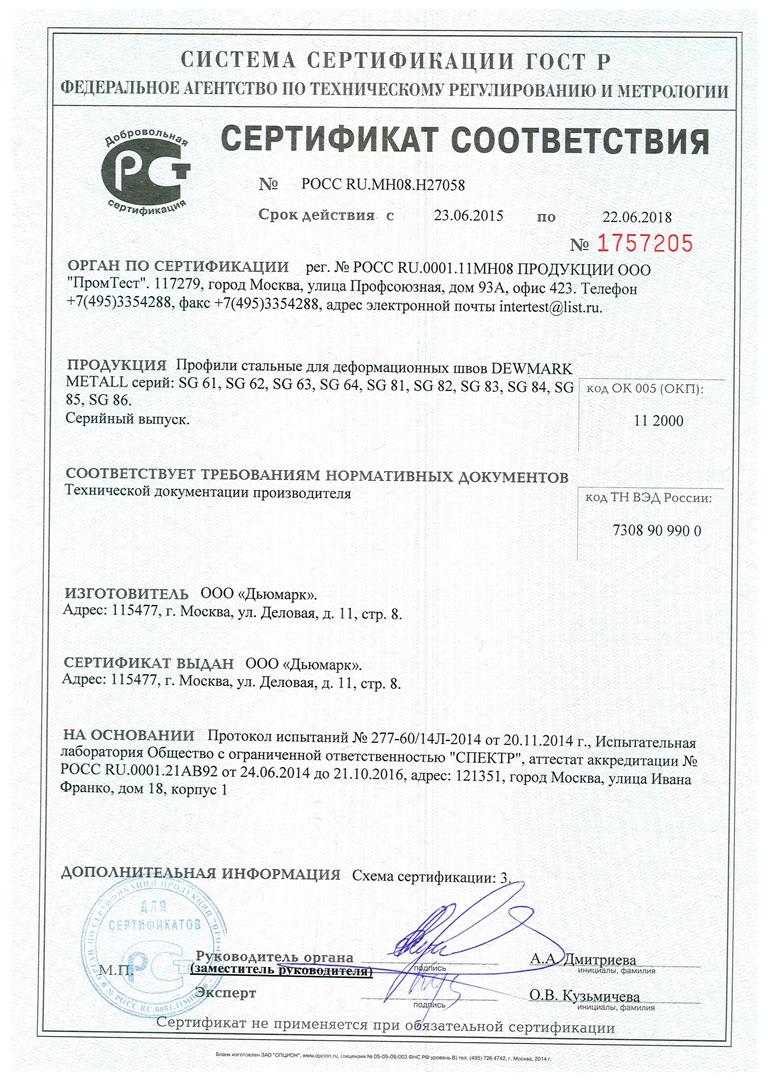 СИСТЕМА СЕРТИФИКАЦИИ ГОСТ Р
ФЕДЕРАЛЬНОЕ АГЕНТСТВО ПО ТЕХНИЧЕСКОМУ РЕГУЛИРОВАНИЮ И МЕТРОЛОГИИ
Добровольная
РСТ
сертификация
СЕРТИФИКАТ СООТВЕТСТВИЯ
№ РОСС RU.МН08.Н27058
Срок действия с 23.06.2015 по 22.06.2018
№ 1757205
ОРГАН ПО СЕРТИФИКАЦИИ рег. № РОСС RU.0001.11МН08 ПРОДУКЦИИ ООО
"ПромТест". 117279, город Москва, улица Профсоюзная, дом 93А, офис 423. Телефон
+7(495)3354288, факс +7(495)3354288, адрес электронной почты intertest@list.ru.
ПРОДУКЦИЯ Профили стальные для деформационных швов DEWMARK
METALL серий: SG 61, SG 62, SG 63, SG 64, SG 81, SG 82, SG 83, SG 84, SG
85, SG 86.
Серийный выпуск.
код ОК 005 (ОКП):
11 2000
СООТВЕТСТВУЕТ ТРЕБОВАНИЯМ НОРМАТИВНЫХ ДОКУМЕНТОВ
Технической документации производителя
код ТН ВЭД России:
7308 90 990 0
ИЗГОТОВИТЕЛЬ ООО «Дьюмарк».
Адрес: 115477, г. Москва, ул. Деловая, д. 11, стр. 8.
СЕРТИФИКАТ ВЫДАН ООО «Дьюмарк».
Адрес: 115477, г. Москва, ул. Деловая, д. 11, стр. 8.
НА ОСНОВАНИИ Протокол испытаний № 277-60/14Л-2014 от 20.11.2014 г., Испытательная
лаборатория Общество с ограниченной ответственностью "СПЕКТР", аттестат аккредитации №
РОСС RU.0001.21АВ92 от 24.06.2014 до 21.10.2016, адрес: 121351, город Москва, улица Ивана
Франко, дом 18, корпус 1
ДОПОЛНИТЕЛЬНАЯ ИНФОРМАЦИЯ Схема сертификации: 3.
ДЛЯ
СЕРТИФИКАТОВ
М.П.
Руководитель органа
(заместитель руководителя)
подпись
А.А. Дмитриева
инициалы, фамилия
Эксперт
подпись
О.В. Кузьмичева
инициалы, фамилия
Сертификат не применяется при обязательной сертификации
Бланк изготовлен ЗАО "ОПЦИОН", www.opcion.ru, (лицензия № 05-05-09/003 ФНС РФ уровень B) тел. (495) 726 4742, г. Москва, 2014 г.